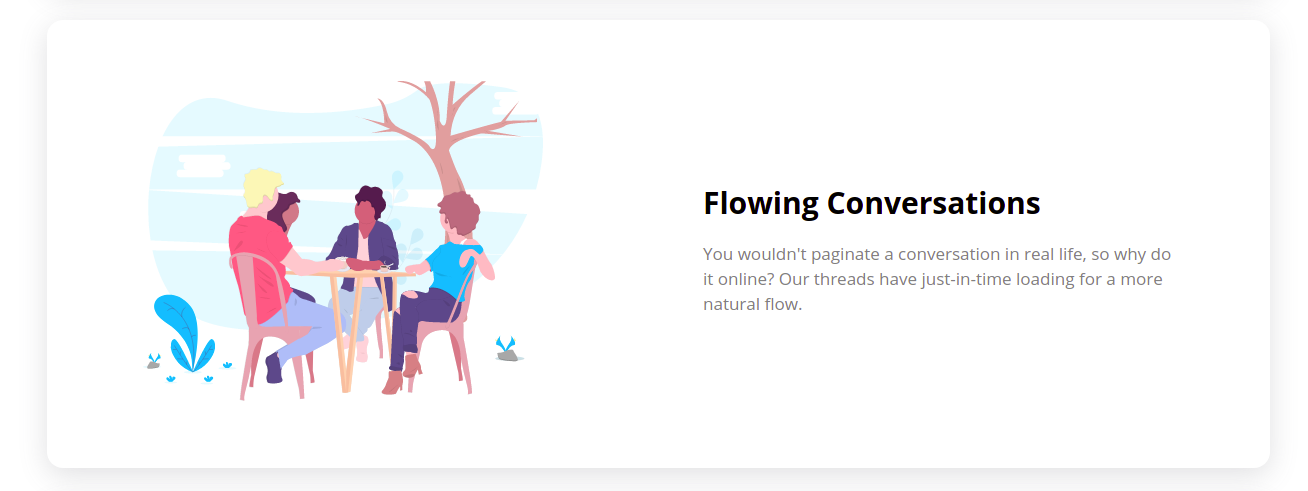 Flowing Conversations
You wouldn't paginate a conversation in real life, so why do
it online? Our threads have just-in-time loading for a more
natural flow.